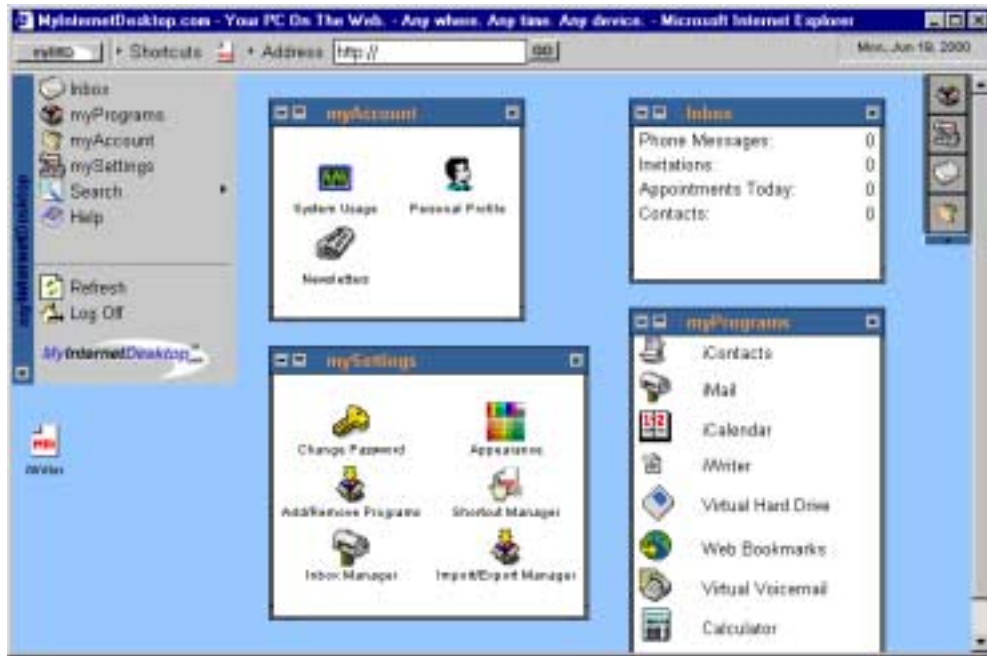 MyInternetDesktop.com - Your PC On The Web. - Any where. Any time. Any device. - Microsoft Internet Explorer
myMID Shortcuts Address http:// GO Mon, Jun 19, 2000
myInternetDesktop
Inbox
myPrograms
myAccount
mySettings
Search
Help
Refresh
Log Off
MyInternetDesktop
iWriter
myAccount
System Usage Personal Profile
Newsletters
mySettings
Change Password Appearance
Add/Remove Programs Shortcut Manager
Inbox Manager Import/Export Manager
Inbox
Phone Messages: 0
Invitations: 0
Appointments Today: 0
Contacts: 0
myPrograms
iContacts
iMail
iCalendar
iWriter
Virtual Hard Drive
Web Bookmarks
Virtual Voicemail
Calculator